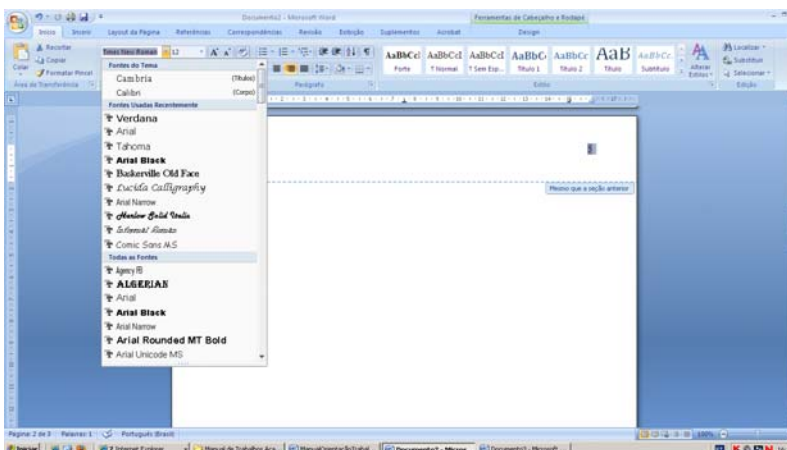 Documento2 - Microsoft Word
Ferramentas de Cabeçalho e Rodapé
Início Inserir Layout da Página Referências Correspondências Revisão Exibição Suplementos Acrobat Design
Recortar
Copiar
Formatar Pincel
Colar
Área de Transferência
Times New Roman 12
Parágrafo
AaBbCcI AaBbCcI AaBbCcI AaBbC AaBbCc AaB AaBbCc.
Fonte ¶ Normal ¶ Sem Esp... Título 1 Título 2 Título Subtítulo
Alterar Estilos
Estilo
Localizar
Substituir
Selecionar
Edição
Fontes do Tema
Cambria (Títulos)
Calibri (Corpo)
Fontes Usadas Recentemente
Verdana
Arial
Tahoma
Arial Black
Baskerville Old Face
Lucida Calligraphy
Arial Narrow
Harlow Solid Italic
Informal Roman
Comic Sans MS
Todas as Fontes
Agency FB
ALGERIAN
Arial
Arial Black
Arial Narrow
Arial Rounded MT Bold
Arial Unicode MS
Mesmo que a seção anterior
Página: 2 de 3 Palavras: 1 Português (Brasil) 100%